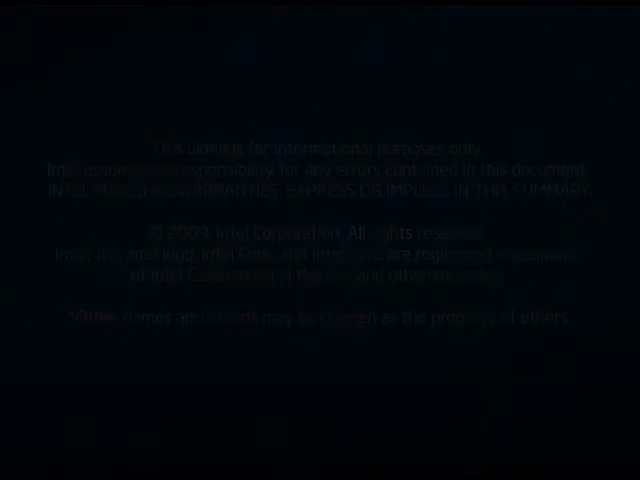 This video is for informational purposes only.
Intel assumes no responsibility for any errors contained in this document.
INTEL MAKES NO WARRANTIES, EXPRESS OR IMPLIED, IN THIS SUMMARY.
© 2009, Intel Corporation. All rights reserved.
Intel, the Intel logo, Intel Core, and Intel are registered trademarks
of Intel Corporation in the and other countries.
*Other names and brands may be claimed as the property of others.